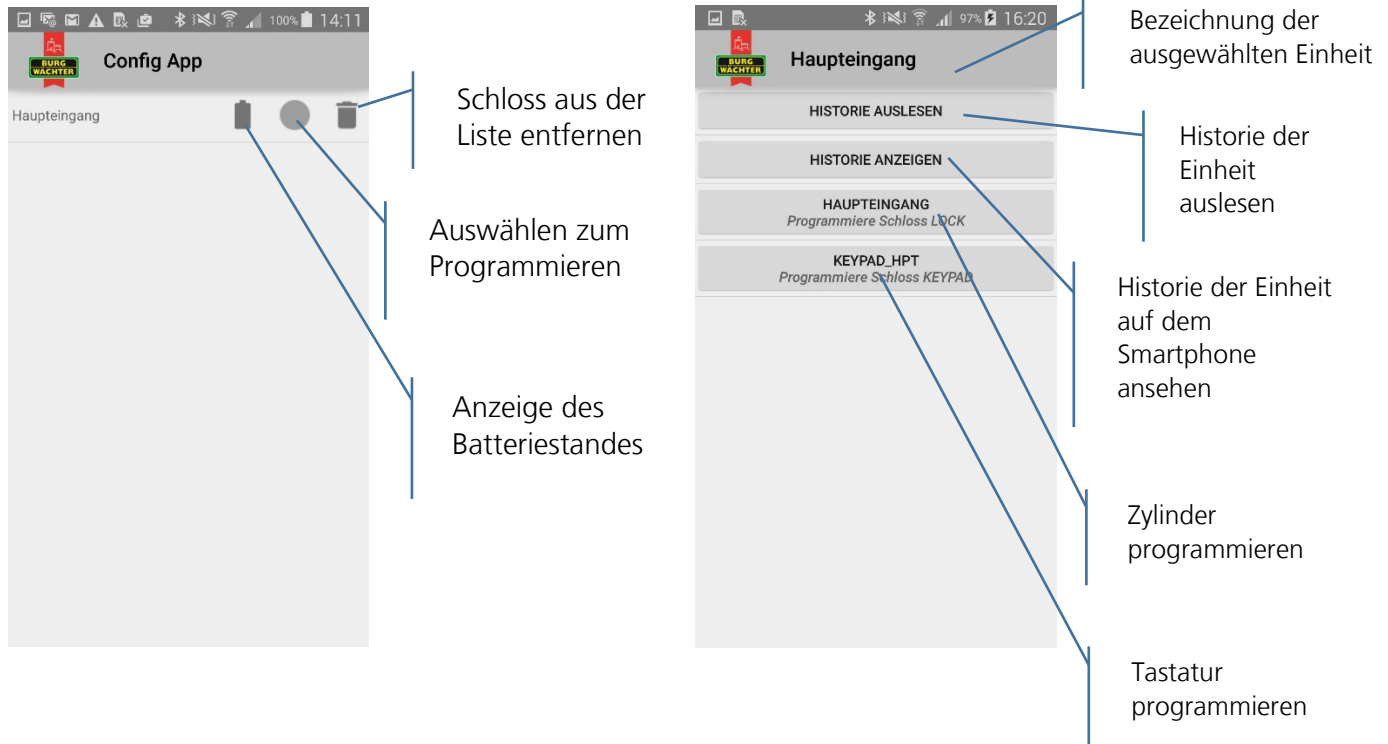 100% 14:11
BURG
WÄCHTER
Config App
Haupteingang
Schloss aus der
Liste entfernen
Auswählen zum
Programmieren
Anzeige des
Batteriestandes
97% 16:20
BURG
WÄCHTER
Haupteingang
HISTORIE AUSLESEN
HISTORIE ANZEIGEN
HAUPTEINGANG
Programmiere Schloss LOCK
KEYPAD_HPT
Programmiere Schloss KEYPAD
Bezeichnung der
ausgewählten Einheit
Historie der
Einheit
auslesen
Historie der Einheit
auf dem
Smartphone
ansehen
Zylinder
programmieren
Tastatur
programmieren